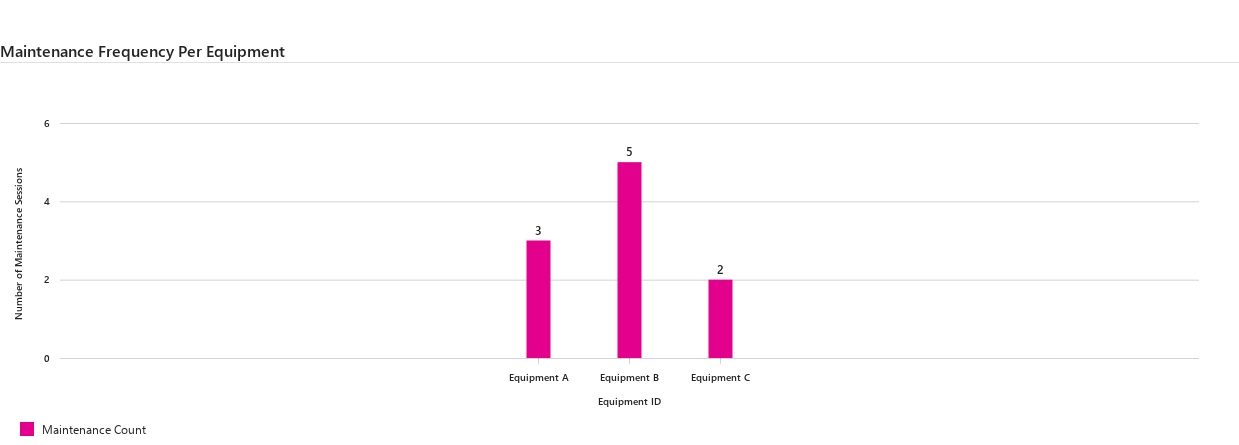 Maintenance Frequency Per Equipment
6
4
2
0
Number of Maintenance Sessions
3
5
2
Equipment A
Equipment B
Equipment C
Equipment ID
Maintenance Count